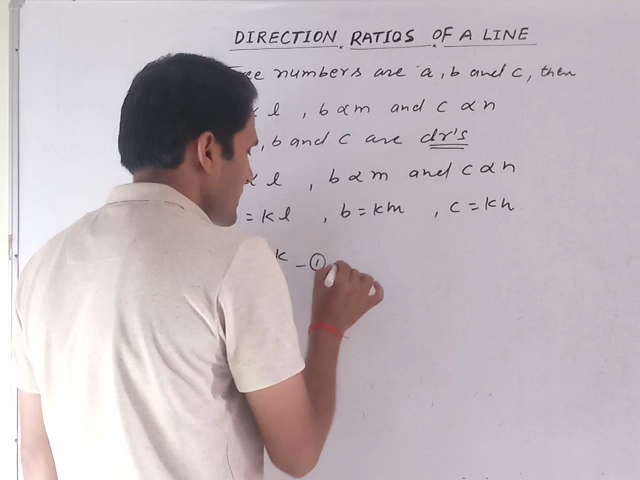 DIRECTION RATIOS OF A LINE
numbers are a, b and c, then
l , b ∝ m and c ∝ n
, b and c are dr's
∝ l , b ∝ m and c ∝ n
= kl , b = km , c = kn
k - ①